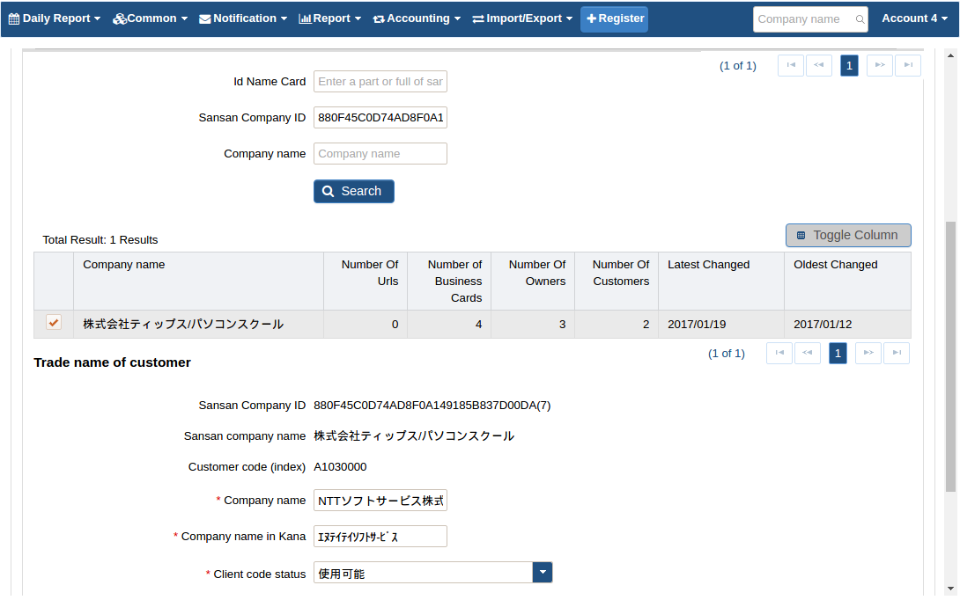 Daily Report Common Notification Report Accounting Import/Export Register Company name Account 4
(1 of 1) 1
Id Name Card Enter a part or full of sar
Sansan Company ID 880F45C0D74AD8F0A1
Company name Company name
Search
Total Result: 1 Results Toggle Column
Company name Number Of Urls Number of Business Cards Number Of Owners Number Of Customers Latest Changed Oldest Changed
株式会社ティップス/パソコンスクール 0 4 3 2 2017/01/19 2017/01/12
(1 of 1) 1
Trade name of customer
Sansan Company ID 880F45C0D74AD8F0A149185B837D00DA(7)
Sansan company name 株式会社ティップス/パソコンスクール
Customer code (index) A1030000
* Company name NTTソフトサービス株式
* Company name in Kana ｴﾇﾃｲﾃｲｿﾌﾄｻ-ﾋﾞｽ
* Client code status 使用可能